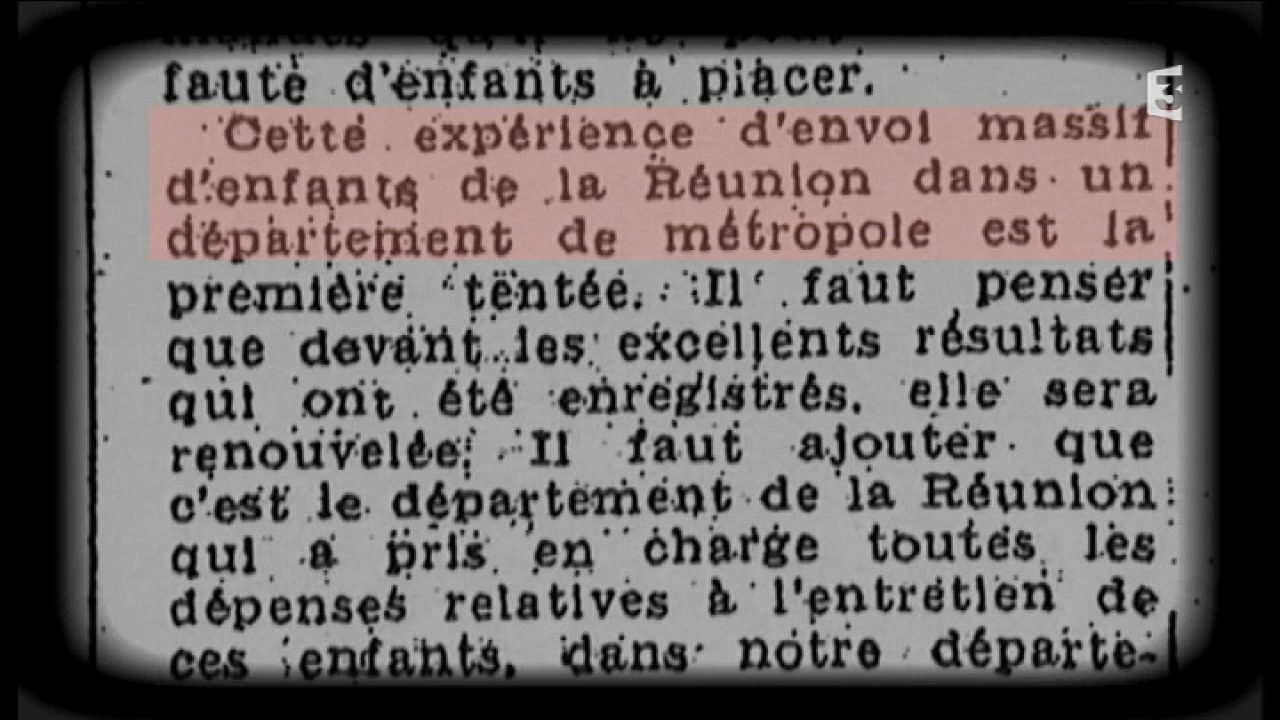 faute d'enfants à placer.
Cette expérience d'envoi massif
d'enfants de la Réunion dans un
département de métropole est la
première tentée. Il faut penser
que devant les excellents résultats
qui ont été enregistrés, elle sera
renouvelée. Il faut ajouter que
c'est le département de la Réunion
qui a pris en charge toutes les
dépenses relatives à l'entretien de
ces enfants, dans notre départe-
3